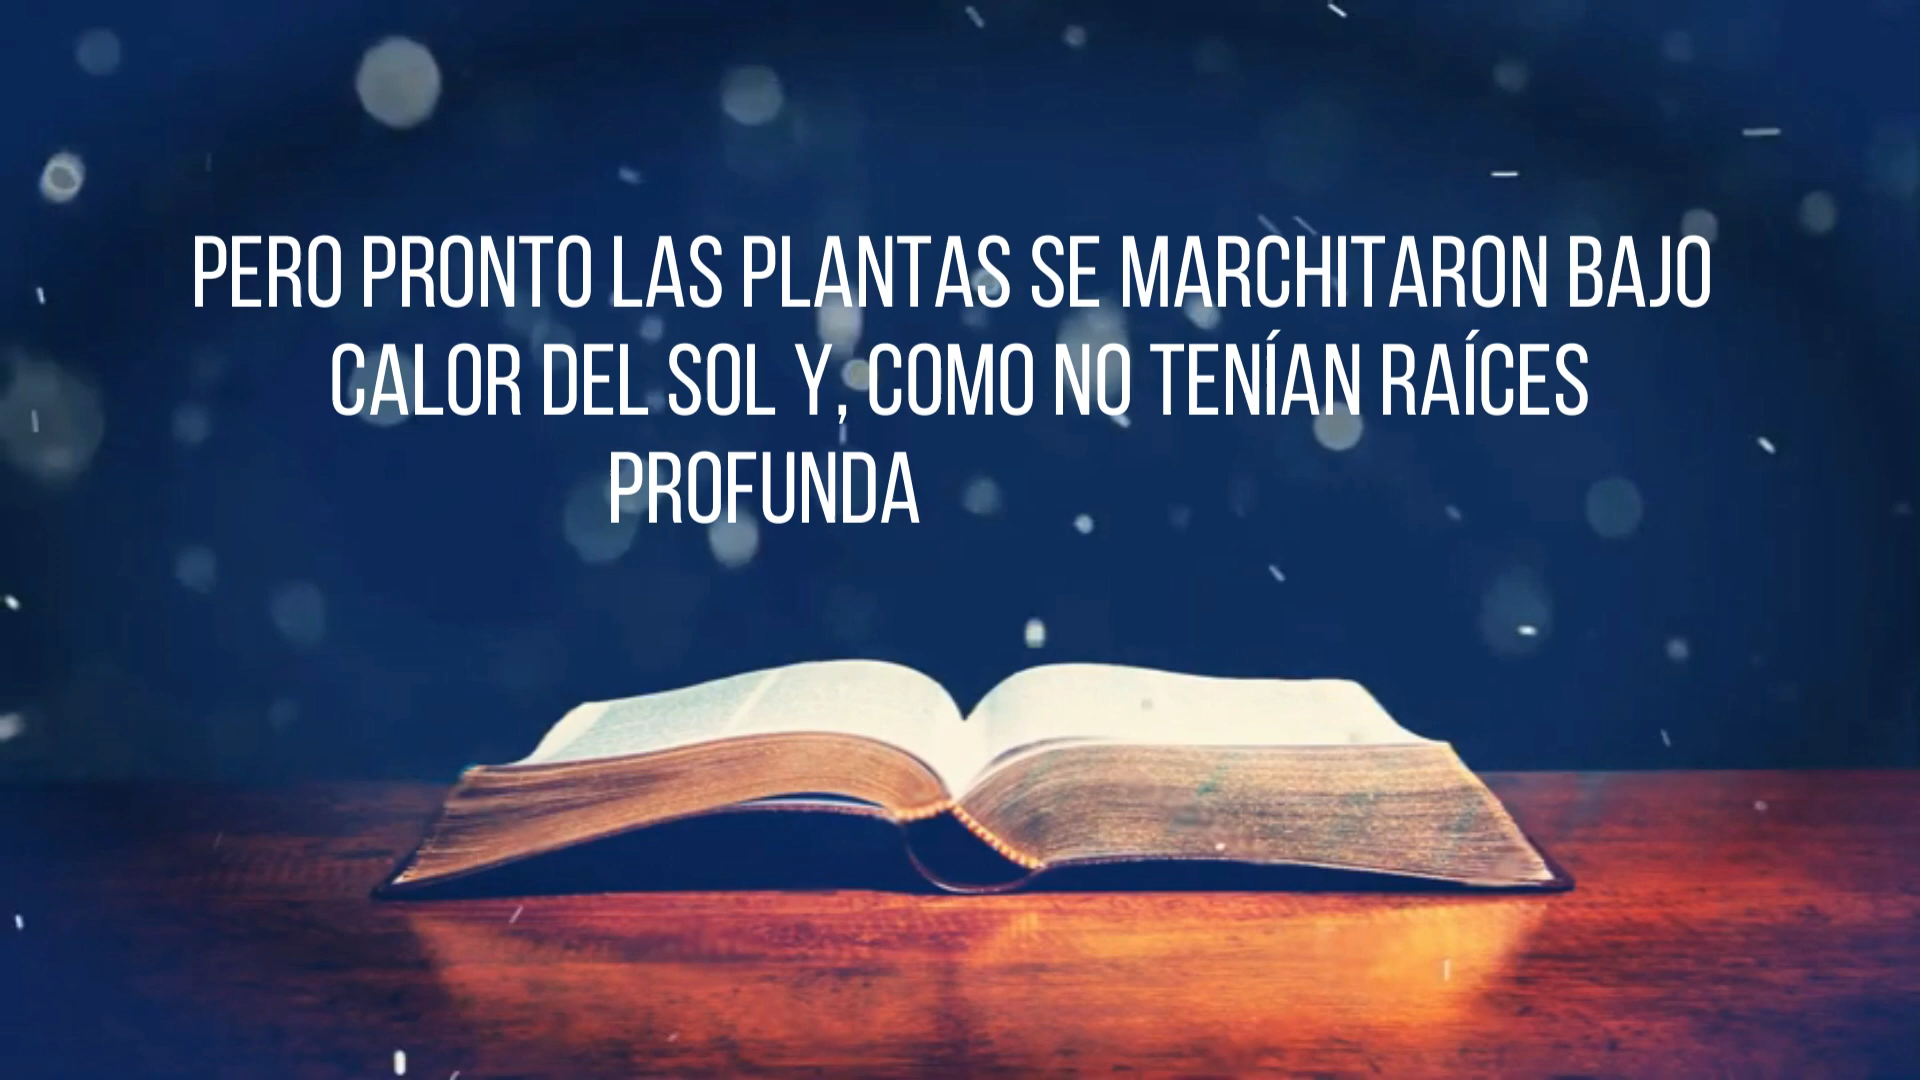 PERO PRONTO LAS PLANTAS SE MARCHITARON BAJO
CALOR DEL SOL Y, COMO NO TENÍAN RAÍCES
PROFUNDA